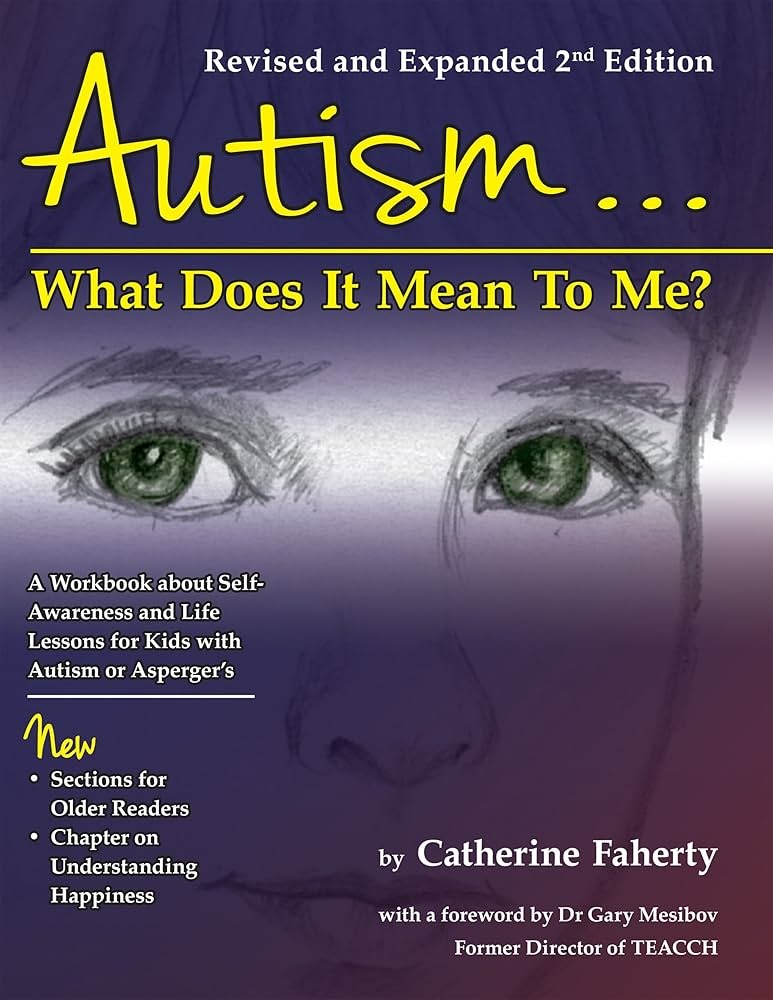 Revised and Expanded 2nd Edition
Autism...
What Does It Mean To Me?
A Workbook about Self-
Awareness and Life
Lessons for Kids with
Autism or Asperger's
New
• Sections for
Older Readers
• Chapter on
Understanding
Happiness
by Catherine Faherty
with a foreword by Dr Gary Mesibov
Former Director of TEACCH